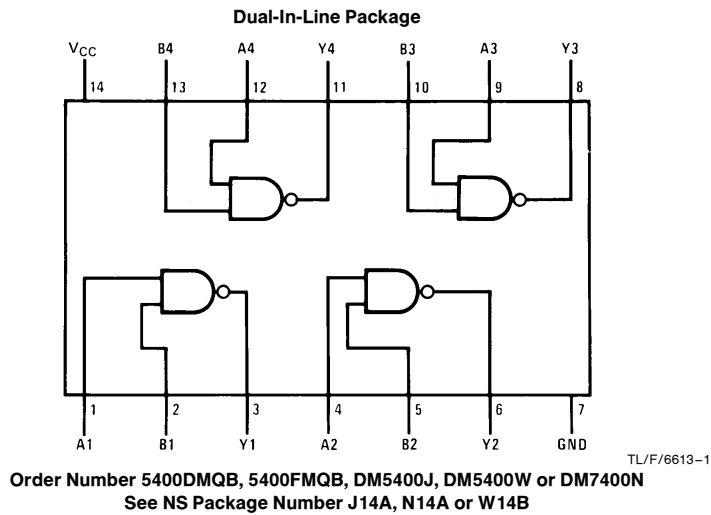 Dual-In-Line Package
VCC B4 A4 Y4 B3 A3 Y3
14 13 12 11 10 9 8
1 2 3 4 5 6 7
A1 B1 Y1 A2 B2 Y2 GND
TL/F/6613–1
Order Number 5400DMQB, 5400FMQB, DM5400J, DM5400W or DM7400N
See NS Package Number J14A, N14A or W14B